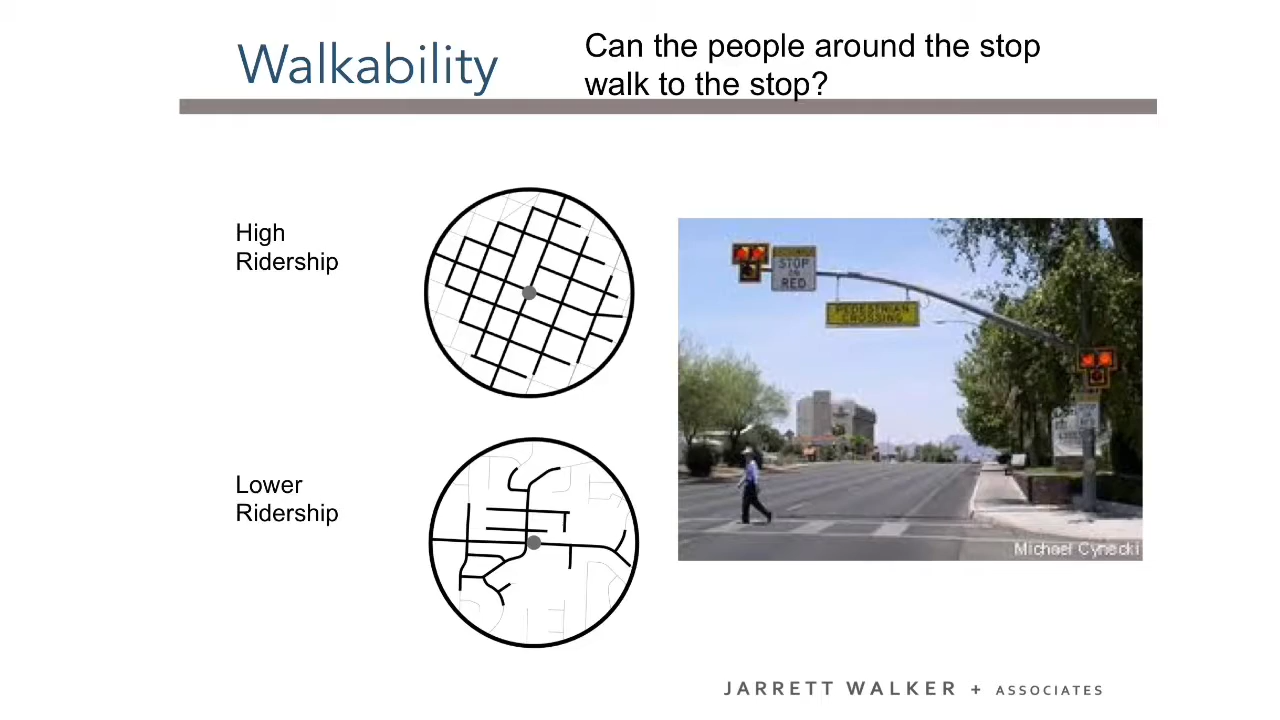 Walkability
Can the people around the stop
walk to the stop?
High
Ridership
STOP
ON
RED
PEDESTRIAN
CROSSING
Lower
Ridership
Michael Cynecki
JARRETT WALKER + ASSOCIATES